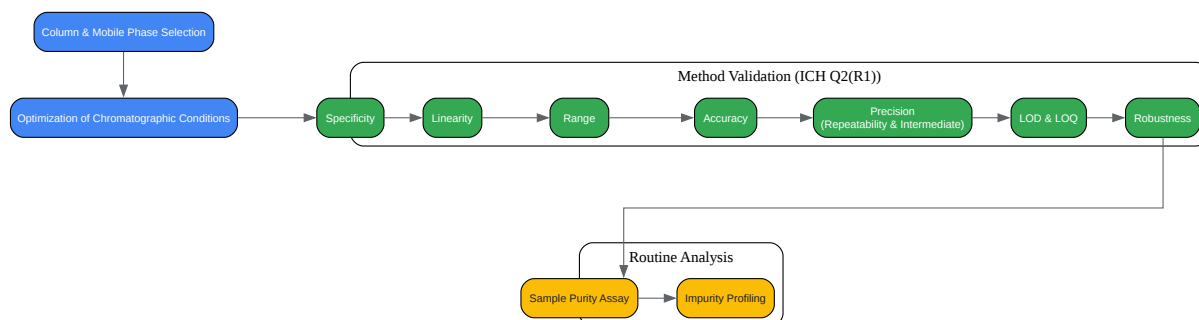 Column & Mobile Phase Selection
Optimization of Chromatographic Conditions
Method Validation (ICH Q2(R1))
Specificity
Linearity
Range
Accuracy
Precision
(Repeatability & Intermediate)
LOD & LOQ
Robustness
Routine Analysis
Sample Purity Assay
Impurity Profiling